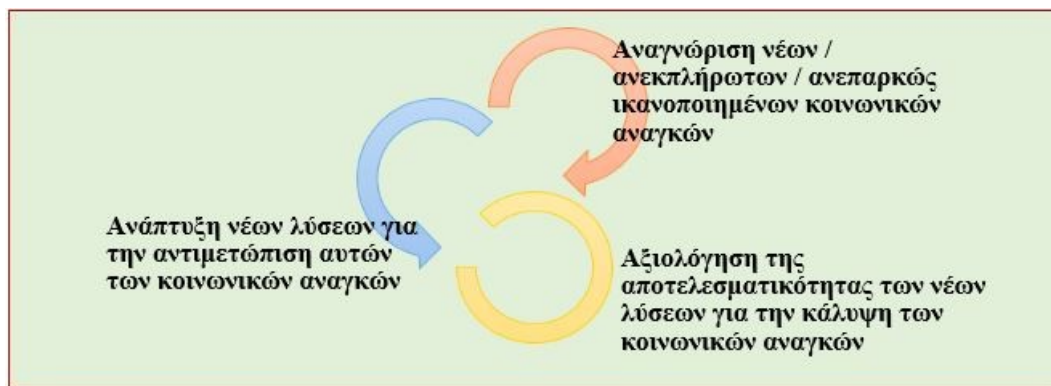 Αναγνώριση νέων /
ανεκπλήρωτων / ανεπαρκώς
ικανοποιημένων κοινωνικών
αναγκών
Ανάπτυξη νέων λύσεων για
την αντιμετώπιση αυτών
των κοινωνικών αναγκών
Αξιολόγηση της
αποτελεσματικότητας των νέων
λύσεων για την κάλυψη των
κοινωνικών αναγκών